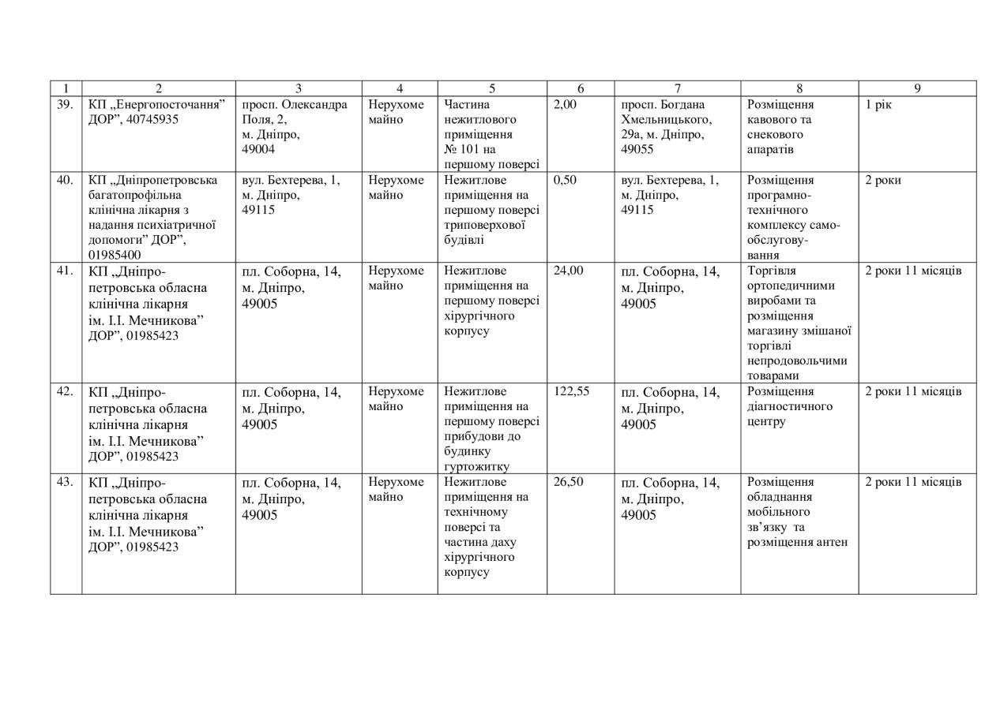 1 2 3 4 5 6 7 8 9
39. КП „Енергопосточання” ДОР”, 40745935 просп. Олександра Поля, 2, м. Дніпро, 49004 Нерухоме майно Частина нежитлового приміщення № 101 на першому поверсі 2,00 просп. Богдана Хмельницького, 29а, м. Дніпро, 49055 Розміщення кавового та снекового апаратів 1 рік
40. КП „Дніпропетровська багатопрофільна клінічна лікарня з надання психіатричної допомоги” ДОР”, 01985400 вул. Бехтерева, 1, м. Дніпро, 49115 Нерухоме майно Нежитлове приміщення на першому поверсі триповерхової будівлі 0,50 вул. Бехтерева, 1, м. Дніпро, 49115 Розміщення програмно-технічного комплексу само-обслугову-вання 2 роки
41. КП „Дніпро-петровська обласна клінічна лікарня ім. І.І. Мечникова” ДОР”, 01985423 пл. Соборна, 14, м. Дніпро, 49005 Нерухоме майно Нежитлове приміщення на першому поверсі хірургічного корпусу 24,00 пл. Соборна, 14, м. Дніпро, 49005 Торгівля ортопедичними виробами та розміщення магазину змішаної торгівлі непродовольчими товарами 2 роки 11 місяців
42. КП „Дніпро-петровська обласна клінічна лікарня ім. І.І. Мечникова” ДОР”, 01985423 пл. Соборна, 14, м. Дніпро, 49005 Нерухоме майно Нежитлове приміщення на першому поверсі прибудови до будинку гуртожитку 122,55 пл. Соборна, 14, м. Дніпро, 49005 Розміщення діагностичного центру 2 роки 11 місяців
43. КП „Дніпро-петровська обласна клінічна лікарня ім. І.І. Мечникова” ДОР”, 01985423 пл. Соборна, 14, м. Дніпро, 49005 Нерухоме майно Нежитлове приміщення на технічному поверсі та частина даху хірургічного корпусу 26,50 пл. Соборна, 14, м. Дніпро, 49005 Розміщення обладнання мобільного зв’язку та розміщення антен 2 роки 11 місяців